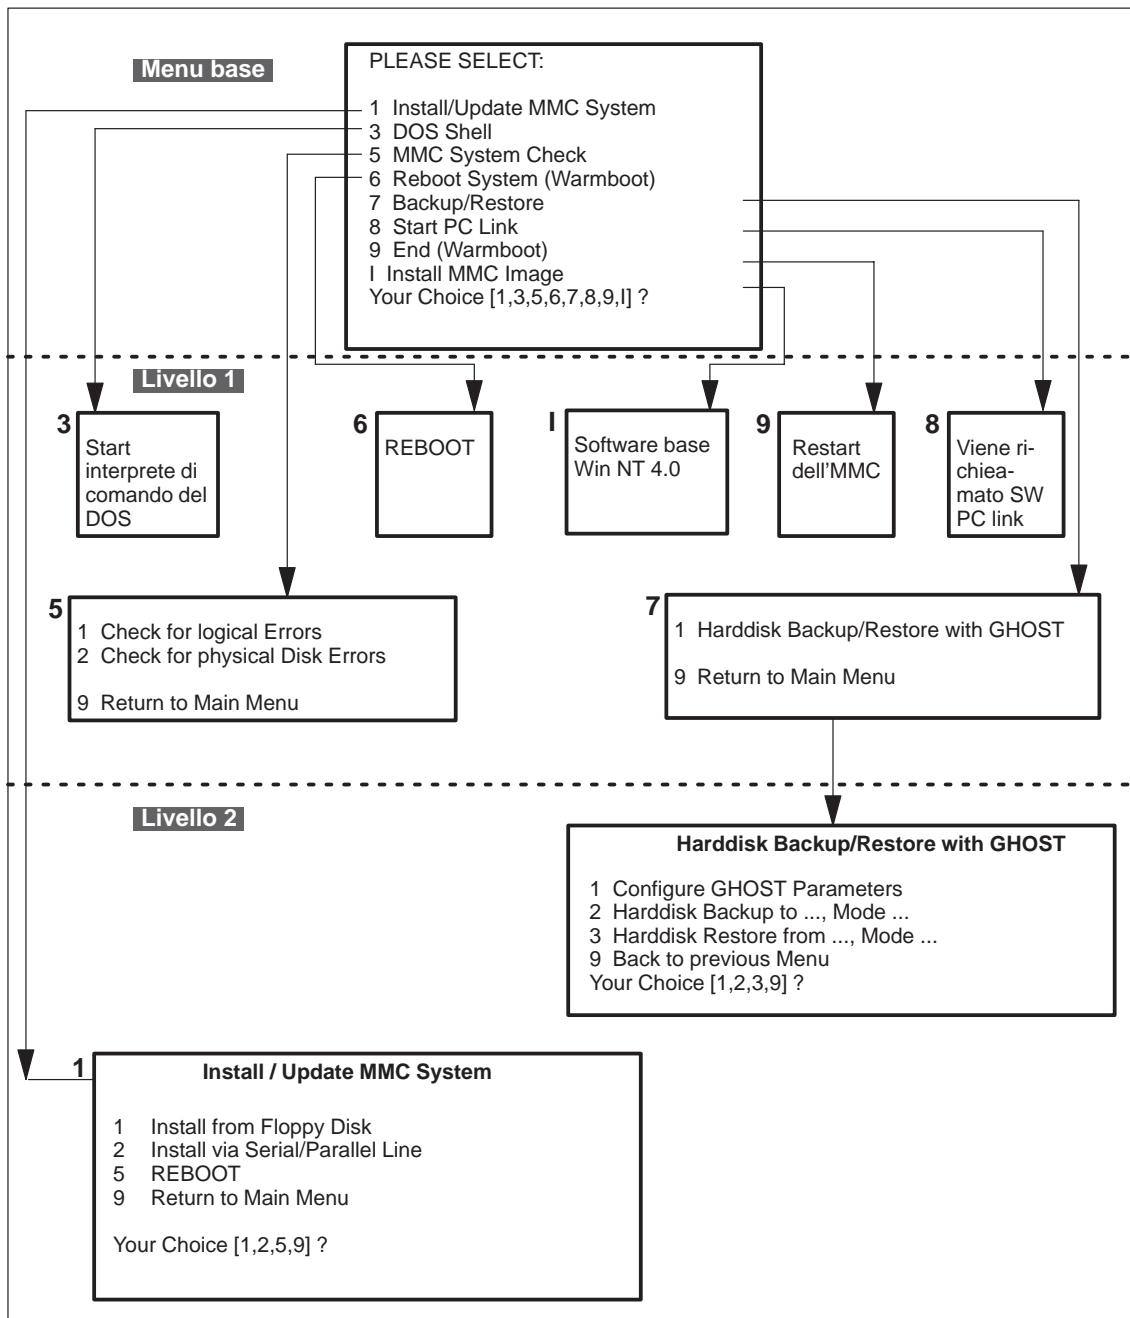 Menu base
PLEASE SELECT:
1 Install/Update MMC System
3 DOS Shell
5 MMC System Check
6 Reboot System (Warmboot)
7 Backup/Restore
8 Start PC Link
9 End (Warmboot)
I Install MMC Image
Your Choice [1,3,5,6,7,8,9,I] ?
Livello 1
3
Start
interprete di
comando del
DOS
6
REBOOT
I
Software base
Win NT 4.0
9
Restart
dell'MMC
8
Viene ri-
chiea-
mato SW
PC link
5
1 Check for logical Errors
2 Check for physical Disk Errors
9 Return to Main Menu
7
1 Harddisk Backup/Restore with GHOST
9 Return to Main Menu
Livello 2
Harddisk Backup/Restore with GHOST
1 Configure GHOST Parameters
2 Harddisk Backup to ..., Mode ...
3 Harddisk Restore from ..., Mode ...
9 Back to previous Menu
Your Choice [1,2,3,9] ?
1
Install / Update MMC System
1 Install from Floppy Disk
2 Install via Serial/Parallel Line
5 REBOOT
9 Return to Main Menu
Your Choice [1,2,5,9] ?